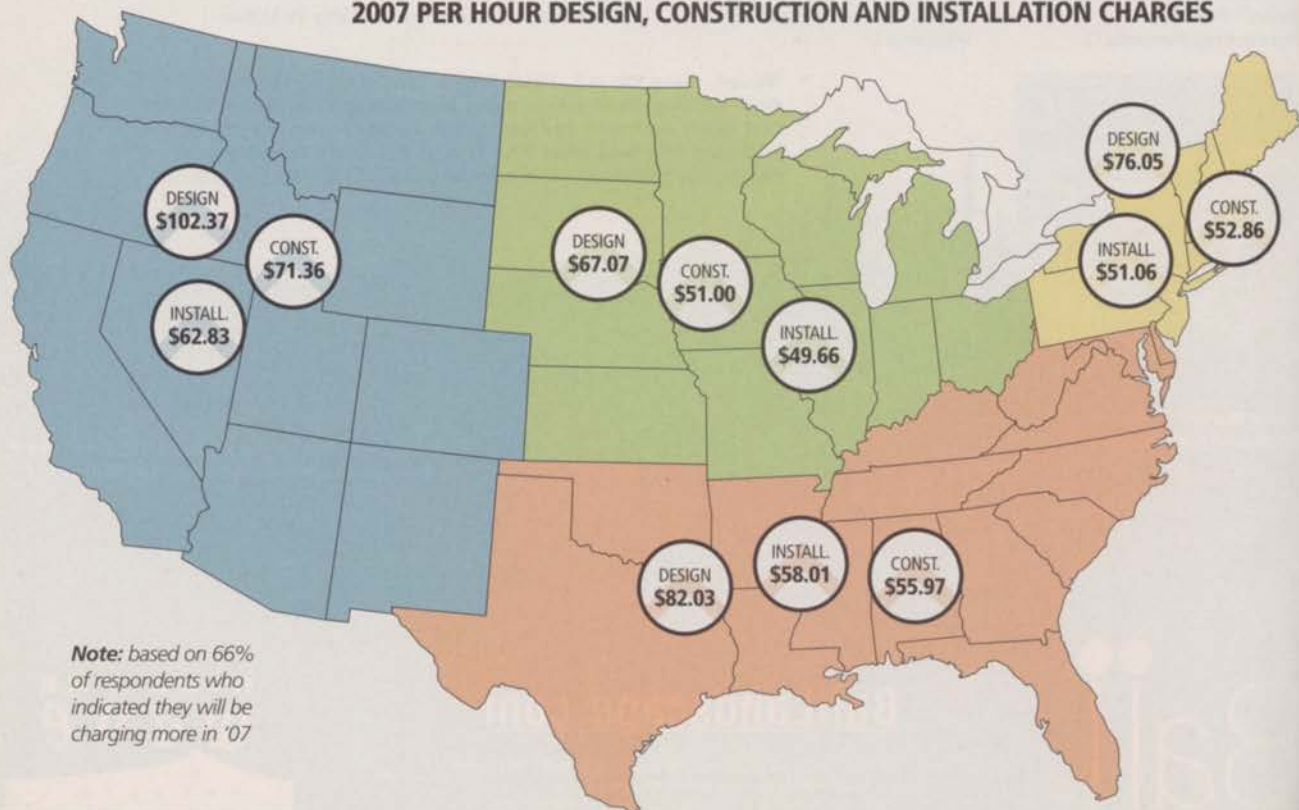 2007 PER HOUR DESIGN, CONSTRUCTION AND INSTALLATION CHARGES
DESIGN
$102.37
CONST.
$71.36
INSTALL.
$62.83
DESIGN
$67.07
CONST.
$51.00
INSTALL.
$49.66
DESIGN
$76.05
CONST.
$52.86
INSTALL.
$51.06
DESIGN
$82.03
INSTALL.
$58.01
CONST.
$55.97
Note: based on 66%
of respondents who
indicated they will be
charging more in '07